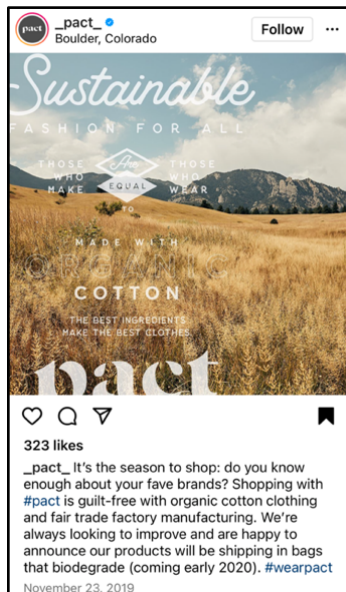 pact
_pact_
Boulder, Colorado
Follow
Sustainable
FASHION FOR ALL
THOSE WHO MAKE
Are
EQUAL
TO
THOSE WHO WEAR
MADE WITH
ORGANIC
COTTON
THE BEST INGREDIENTS
MAKE THE BEST CLOTHES
pact
323 likes
_pact_ It's the season to shop: do you know
enough about your fave brands? Shopping with
#pact is guilt-free with organic cotton clothing
and fair trade factory manufacturing. We're
always looking to improve and are happy to
announce our products will be shipping in bags
that biodegrade (coming early 2020). #wearpact
November 23, 2019